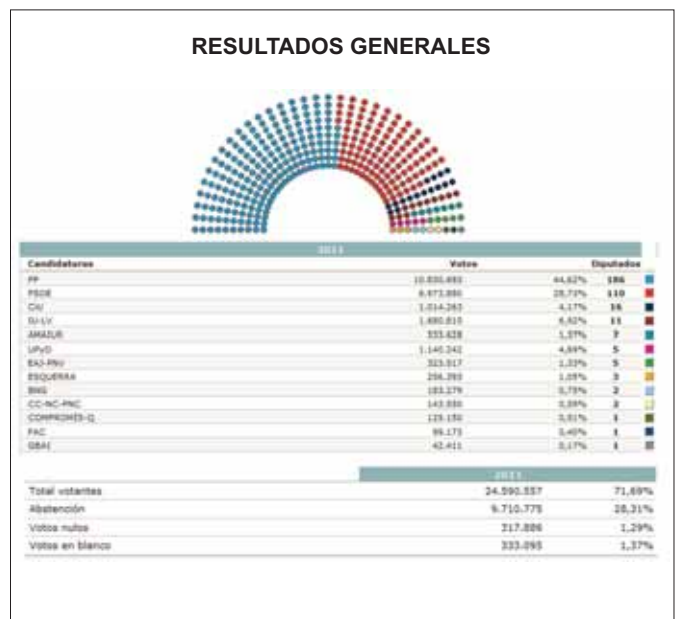 RESULTADOS GENERALES
2011
Candidaturas Votos Diputados
PP 10.830.693 44,62% 186
PSOE 6.973.880 28,73% 110
CiU 1.014.263 4,17% 16
IU-LV 1.680.810 6,92% 11
AMAIUR 333.628 1,37% 7
UPyD 1.140.242 4,69% 5
EAJ-PNV 323.517 1,33% 5
ESQUERRA 256.393 1,05% 3
BNG 183.279 0,75% 2
CC-NC-PNC 143.550 0,59% 2
COMPROMÍS-Q 125.150 0,51% 1
FAC 99.173 0,40% 1
GBAI 42.411 0,17% 1
2011
Total votantes 24.590.557 71,69%
Abstención 9.710.775 28,31%
Votos nulos 317.886 1,29%
Votos en blanco 333.095 1,37%